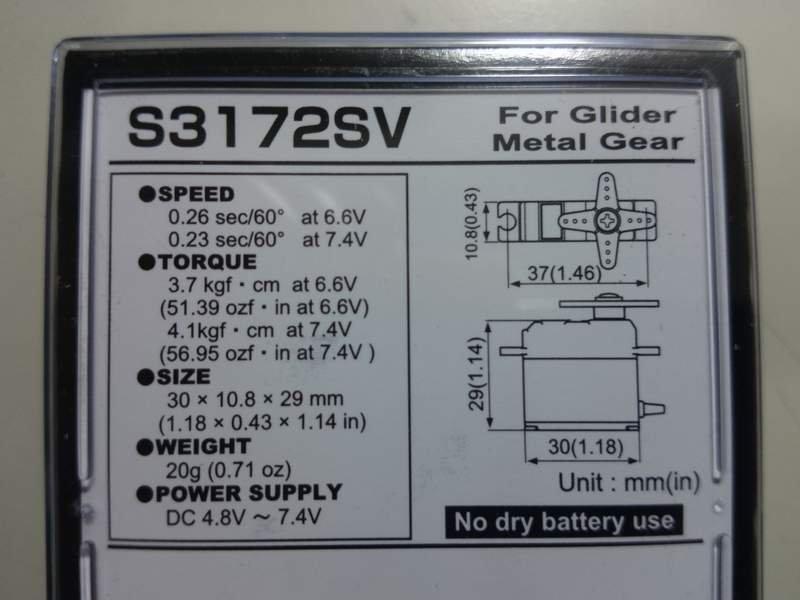 S3172SV
For Glider
Metal Gear
●SPEED
0.26 sec/60° at 6.6V
0.23 sec/60° at 7.4V
●TORQUE
3.7 kgf・cm at 6.6V
(51.39 ozf・in at 6.6V)
4.1kgf・cm at 7.4V
(56.95 ozf・in at 7.4V )
●SIZE
30 × 10.8 × 29 mm
(1.18 × 0.43 × 1.14 in)
●WEIGHT
20g (0.71 oz)
●POWER SUPPLY
DC 4.8V ～ 7.4V
10.8(0.43)
37(1.46)
29(1.14)
30(1.18)
Unit : mm(in)
No dry battery use